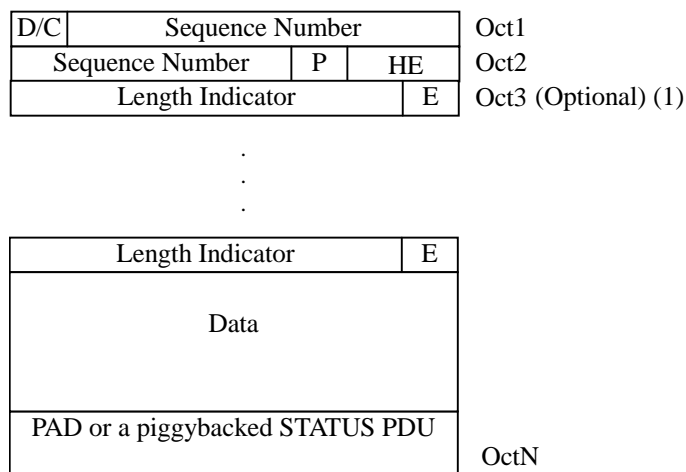 D/C Sequence Number Oct1
Sequence Number P HE Oct2
Length Indicator E Oct3 (Optional) (1)
.
.
.
Length Indicator E
Data
PAD or a piggybacked STATUS PDU
OctN